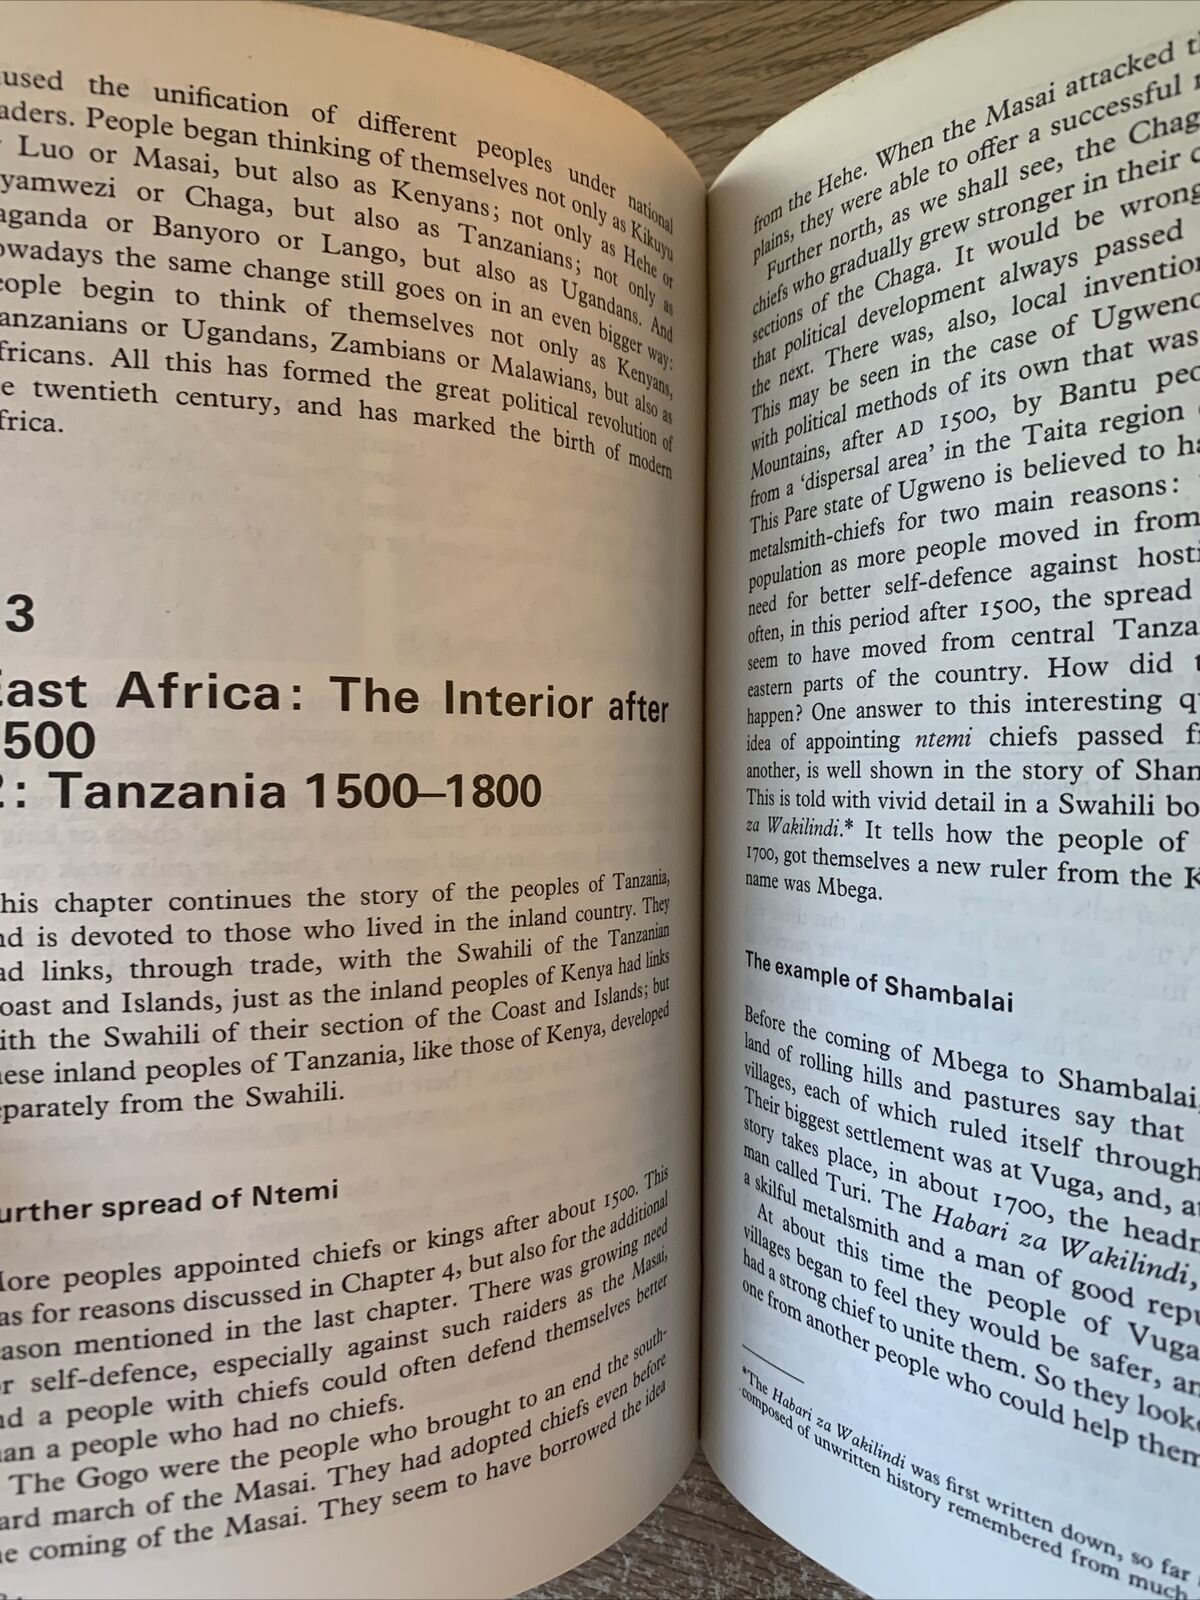 used the unification of different peoples under national
aders. People began thinking of themselves not only as Kikuyu
Luo or Masai, but also as Kenyans; not only as Hehe or
yamwezi or Chaga, but also as Tanzanians; not only as
aganda or Banyoro or Lango, but also as Ugandans. And
owadays the same change still goes on in an even bigger way:
eople begin to think of themselves not only as Kenyans,
anzanians or Ugandans, Zambians or Malawians, but also as
fricans. All this has formed the great political revolution of
e twentieth century, and has marked the birth of modern
frica.
3
East Africa: The Interior after
500
2: Tanzania 1500–1800
his chapter continues the story of the peoples of Tanzania,
nd is devoted to those who lived in the inland country. They
ad links, through trade, with the Swahili of the Tanzanian
oast and Islands, just as the inland peoples of Kenya had links
ith the Swahili of their section of the Coast and Islands; but
hese inland peoples of Tanzania, like those of Kenya, developed
eparately from the Swahili.
urther spread of Ntemi
More peoples appointed chiefs or kings after about 1500. This
as for reasons discussed in Chapter 4, but also for the additional
ason mentioned in the last chapter. There was growing need
r self-defence, especially against such raiders as the Masai,
nd a people with chiefs could often defend themselves better
an a people who had no chiefs.
The Gogo were the people who brought to an end the south-
ard march of the Masai. They had adopted chiefs even before
e coming of the Masai. They seem to have borrowed the idea
from the Hehe. When the Masai attacked th
plains, they were able to offer a successful r
Further north, as we shall see, the Chag
chiefs who gradually grew stronger in their o
sections of the Chaga. It would be wrong
that political development always passed
the next. There was, also, local invention
This may be seen in the case of Ugweno
with political methods of its own that was
Mountains, after AD 1500, by Bantu peo
from a 'dispersal area' in the Taita region
This Pare state of Ugweno is believed to ha
metalsmith-chiefs for two main reasons:
population as more people moved in from
need for better self-defence against hosti
often, in this period after 1500, the spread
seem to have moved from central Tanza
eastern parts of the country. How did t
happen? One answer to this interesting q
idea of appointing ntemi chiefs passed f
another, is well shown in the story of Sham
This is told with vivid detail in a Swahili bo
za Wakilindi.* It tells how the people of
1700, got themselves a new ruler from the K
name was Mbega.
The example of Shambalai
Before the coming of Mbega to Shambalai,
land of rolling hills and pastures say that
villages, each of which ruled itself through
Their biggest settlement was at Vuga, and, at
story takes place, in about 1700, the headm
man called Turi. The Habari za Wakilindi,
a skilful metalsmith and a man of good repu
At about this time the people of Vuga
villages began to feel they would be safer, an
had a strong chief to unite them. So they looke
one from another people who could help them
*The Habari za Wakilindi was first written down, so far
composed of unwritten history remembered from much